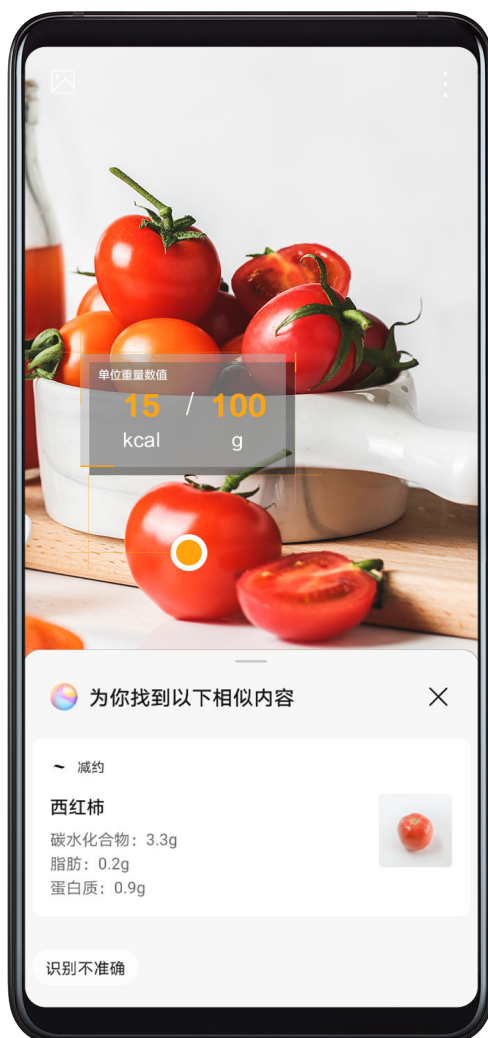 单位重量数值
15 / 100
kcal g
为你找到以下相似内容
减约
西红柿
碳水化合物：3.3g
脂肪：0.2g
蛋白质：0.9g
识别不准确